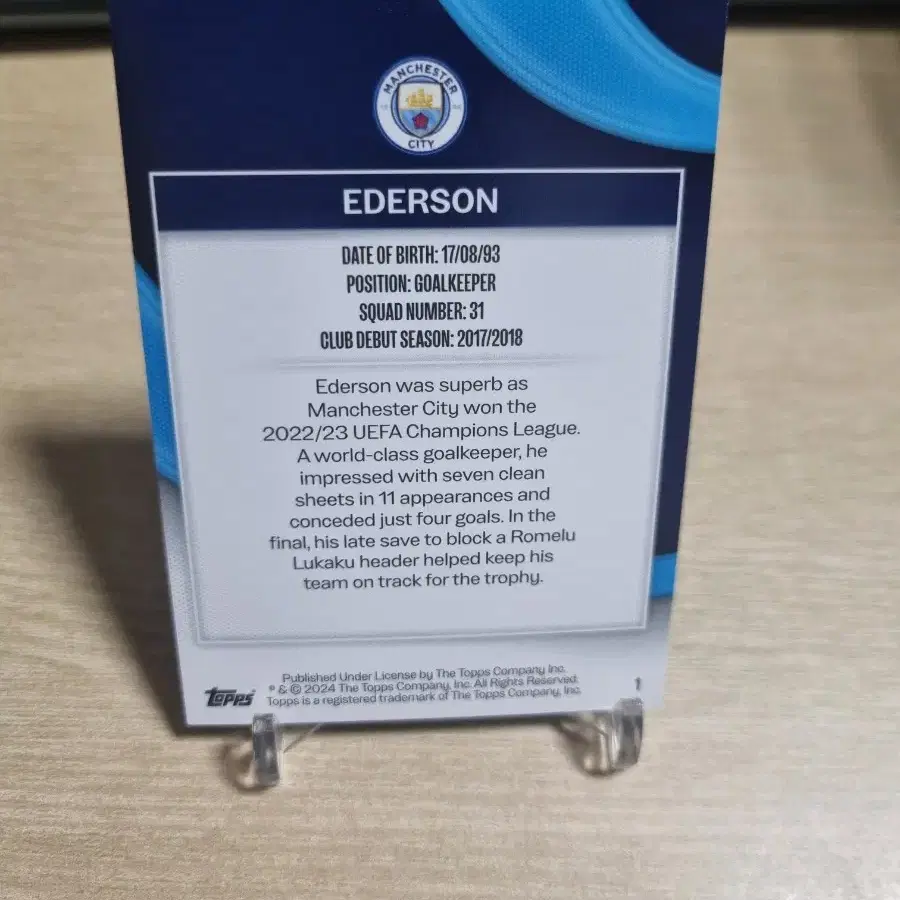 MANCHESTER
CITY
EDERSON
DATE OF BIRTH: 17/08/93
POSITION: GOALKEEPER
SQUAD NUMBER: 31
CLUB DEBUT SEASON: 2017/2018
Ederson was superb as
Manchester City won the
2022/23 UEFA Champions League.
A world-class goalkeeper, he
impressed with seven clean
sheets in 11 appearances and
conceded just four goals. In the
final, his late save to block a Romelu
Lukaku header helped keep his
team on track for the trophy.
Published Under License by The Topps Company, Inc.
® & © 2024 The Topps Company, Inc. All Rights Reserved.
Topps is a registered trademark of The Topps Company, Inc.
Topps
1